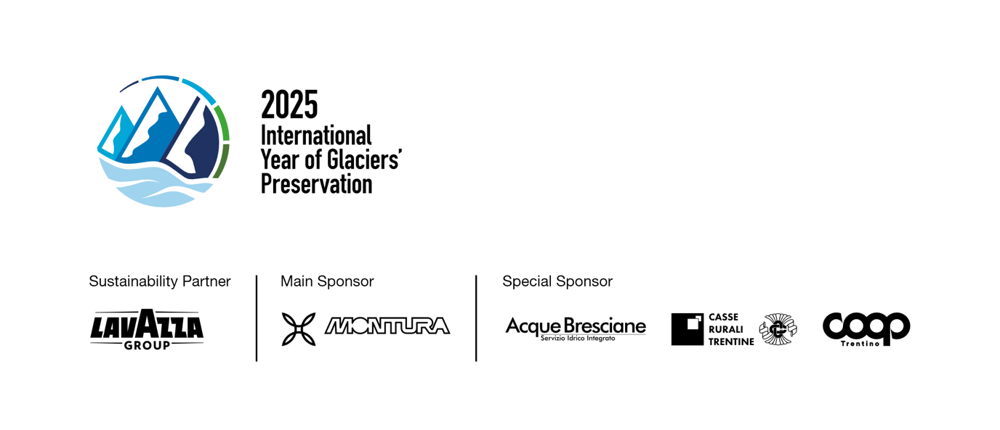 2025
International
Year of Glaciers’
Preservation
Sustainability Partner
LAVAZZA
GROUP
Main Sponsor
MONTURA
Special Sponsor
Acque Bresciane
Servizio Idrico Integrato
CASSE
RURALI
TRENTINE
coop
Trentino